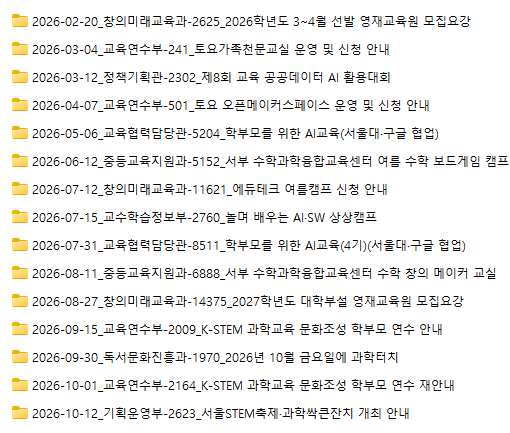 2026-02-20_창의미래교육과-2625_2026학년도 3~4월 선발 영재교육원 모집요강
2026-03-04_교육연수부-241_토요가족천문교실 운영 및 신청 안내
2026-03-12_정책기획관-2302_제8회 교육 공공데이터 AI 활용대회
2026-04-07_교육연수부-501_토요 오픈메이커스페이스 운영 및 신청 안내
2026-05-06_교육협력담당관-5204_학부모를 위한 AI교육(서울대·구글 협업)
2026-06-12_중등교육지원과-5152_서부 수학과학융합교육센터 여름 수학 보드게임 캠프
2026-07-12_창의미래교육과-11621_에듀테크 여름캠프 신청 안내
2026-07-15_교수학습정보부-2760_놀며 배우는 AI·SW 상상캠프
2026-07-31_교육협력담당관-8511_학부모를 위한 AI교육(4기)(서울대·구글 협업)
2026-08-11_중등교육지원과-6888_서부 수학과학융합교육센터 수학 창의 메이커 교실
2026-08-27_창의미래교육과-14375_2027학년도 대학부설 영재교육원 모집요강
2026-09-15_교육연수부-2009_K-STEM 과학교육 문화조성 학부모 연수 안내
2026-09-30_독서문화진흥과-1970_2026년 10월 금요일에 과학터치
2026-10-01_교육연수부-2164_K-STEM 과학교육 문화조성 학부모 연수 재안내
2026-10-12_기획운영부-2623_서울STEM축제·과학싹큰잔치 개최 안내